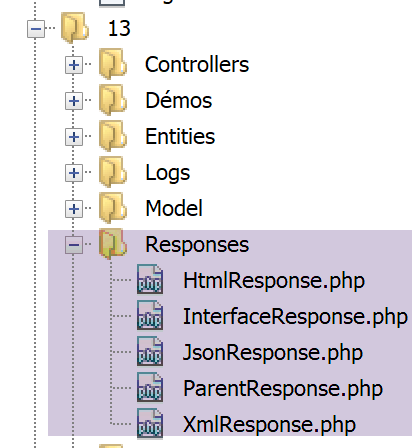 13
Controllers
Démos
Entities
Logs
Model
Responses
HtmlResponse.php
InterfaceResponse.php
JsonResponse.php
ParentResponse.php
XmlResponse.php